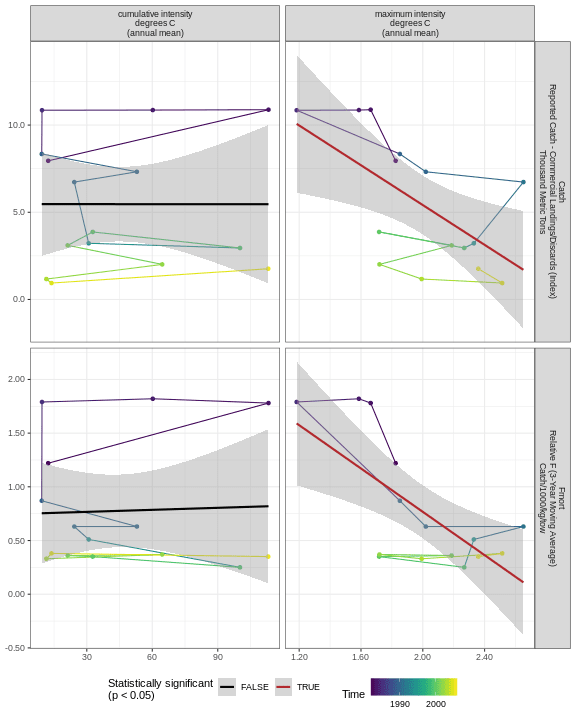 cumulative intensity
degrees C
(annual mean)
maximum intensity
degrees C
(annual mean)
10.0
5.0
0.0
Catch
Reported Catch - Commercial Landings/Discards (Index)
Thousand Metric Tons
2.00
1.50
1.00
0.50
0.00
-0.50
Fmort
Relative F (3-Year Moving Average)
Catch/1000/kg/tow
30
60
90
1.20
1.60
2.00
2.40
Statistically significant
(p < 0.05)
FALSE
TRUE
Time
1990
2000